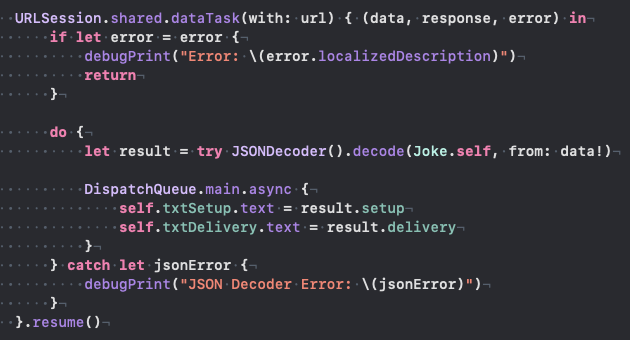 URLSession.shared.dataTask(with: url) { (data, response, error) in
    if let error = error {
        debugPrint("Error: \(error.localizedDescription)")
        return
    }

    do {
        let result = try JSONDecoder().decode(Joke.self, from: data!)

        DispatchQueue.main.async {
            self.txtSetup.text = result.setup
            self.txtDelivery.text = result.delivery
        }
    } catch let jsonError {
        debugPrint("JSON Decoder Error: \(jsonError)")
    }
}.resume()